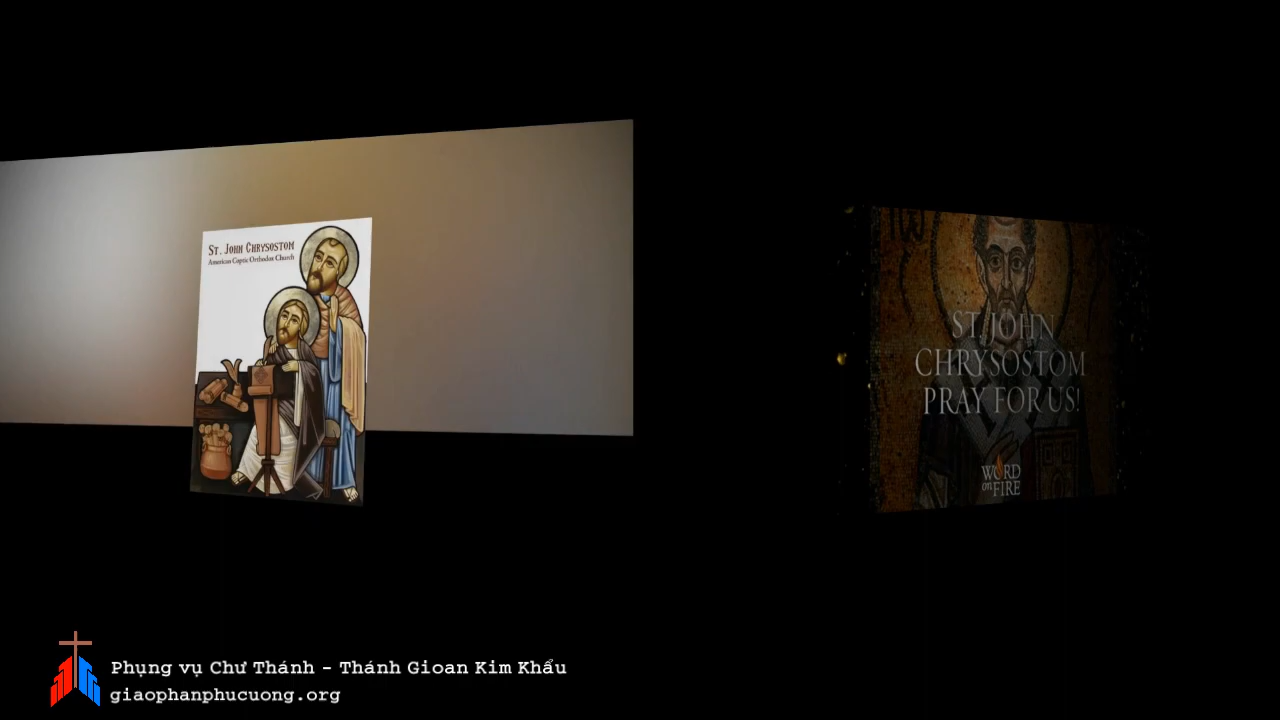 St. John Chrysostom
American Coptic Orthodox Church
ST. JOHN
CHRYSOSTOM
PRAY FOR US!
WORD
on FIRE
Phụng vụ Chư Thánh - Thánh Gioan Kim Khẩu
giaophanphucuong.org